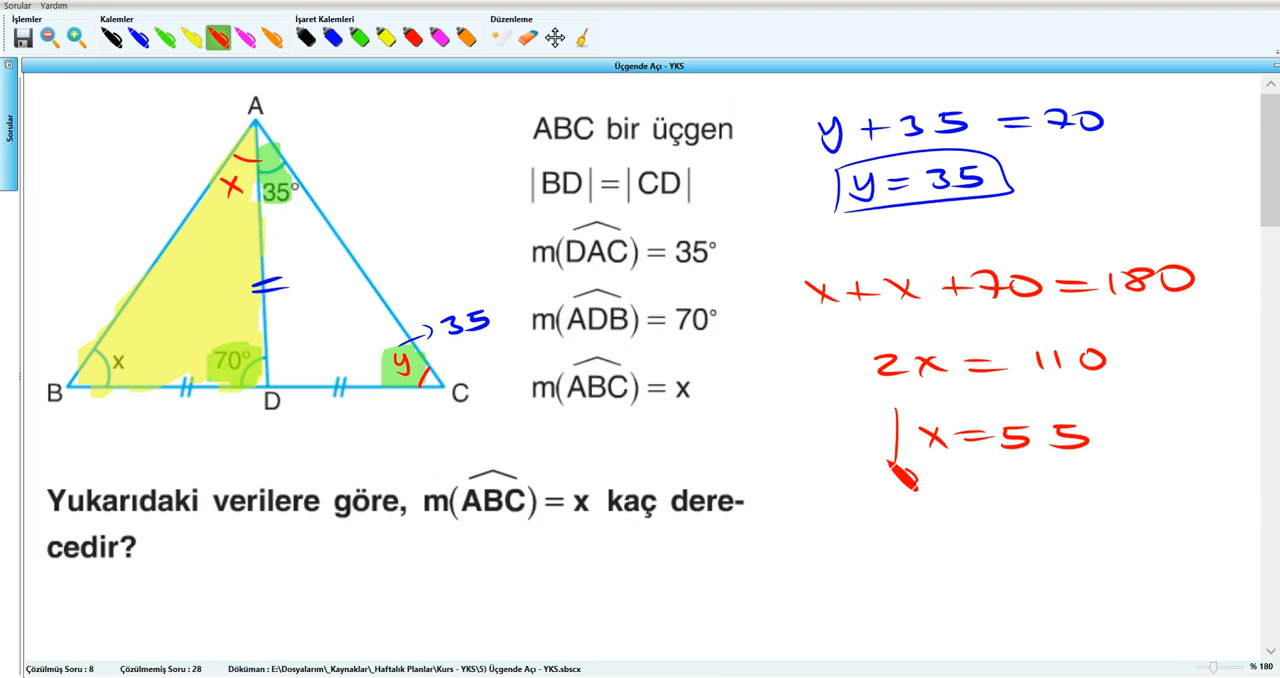 Sorular Yardım
İşlemler Kalemler İşaret Kalemleri Düzenleme
Üçgende Açı - YKS
Sorular
A
x 35°
x 70° y 35
B D C
ABC bir üçgen
|BD| = |CD|
m(DAC) = 35°
m(ADB) = 70°
m(ABC) = x
y + 35 = 70
y = 35
x + x + 70 = 180
2x = 110
x = 55
Yukarıdaki verilere göre, m(ABC) = x kaç dere-
cedir?
Çözülmüş Soru : 8 Çözülmemiş Soru : 28 Döküman : E:\Dosyalarım\_Kaynaklar\_Haftalık Planlar\Kurs - YKS\5) Üçgende Açı - YKS.sbscx % 180